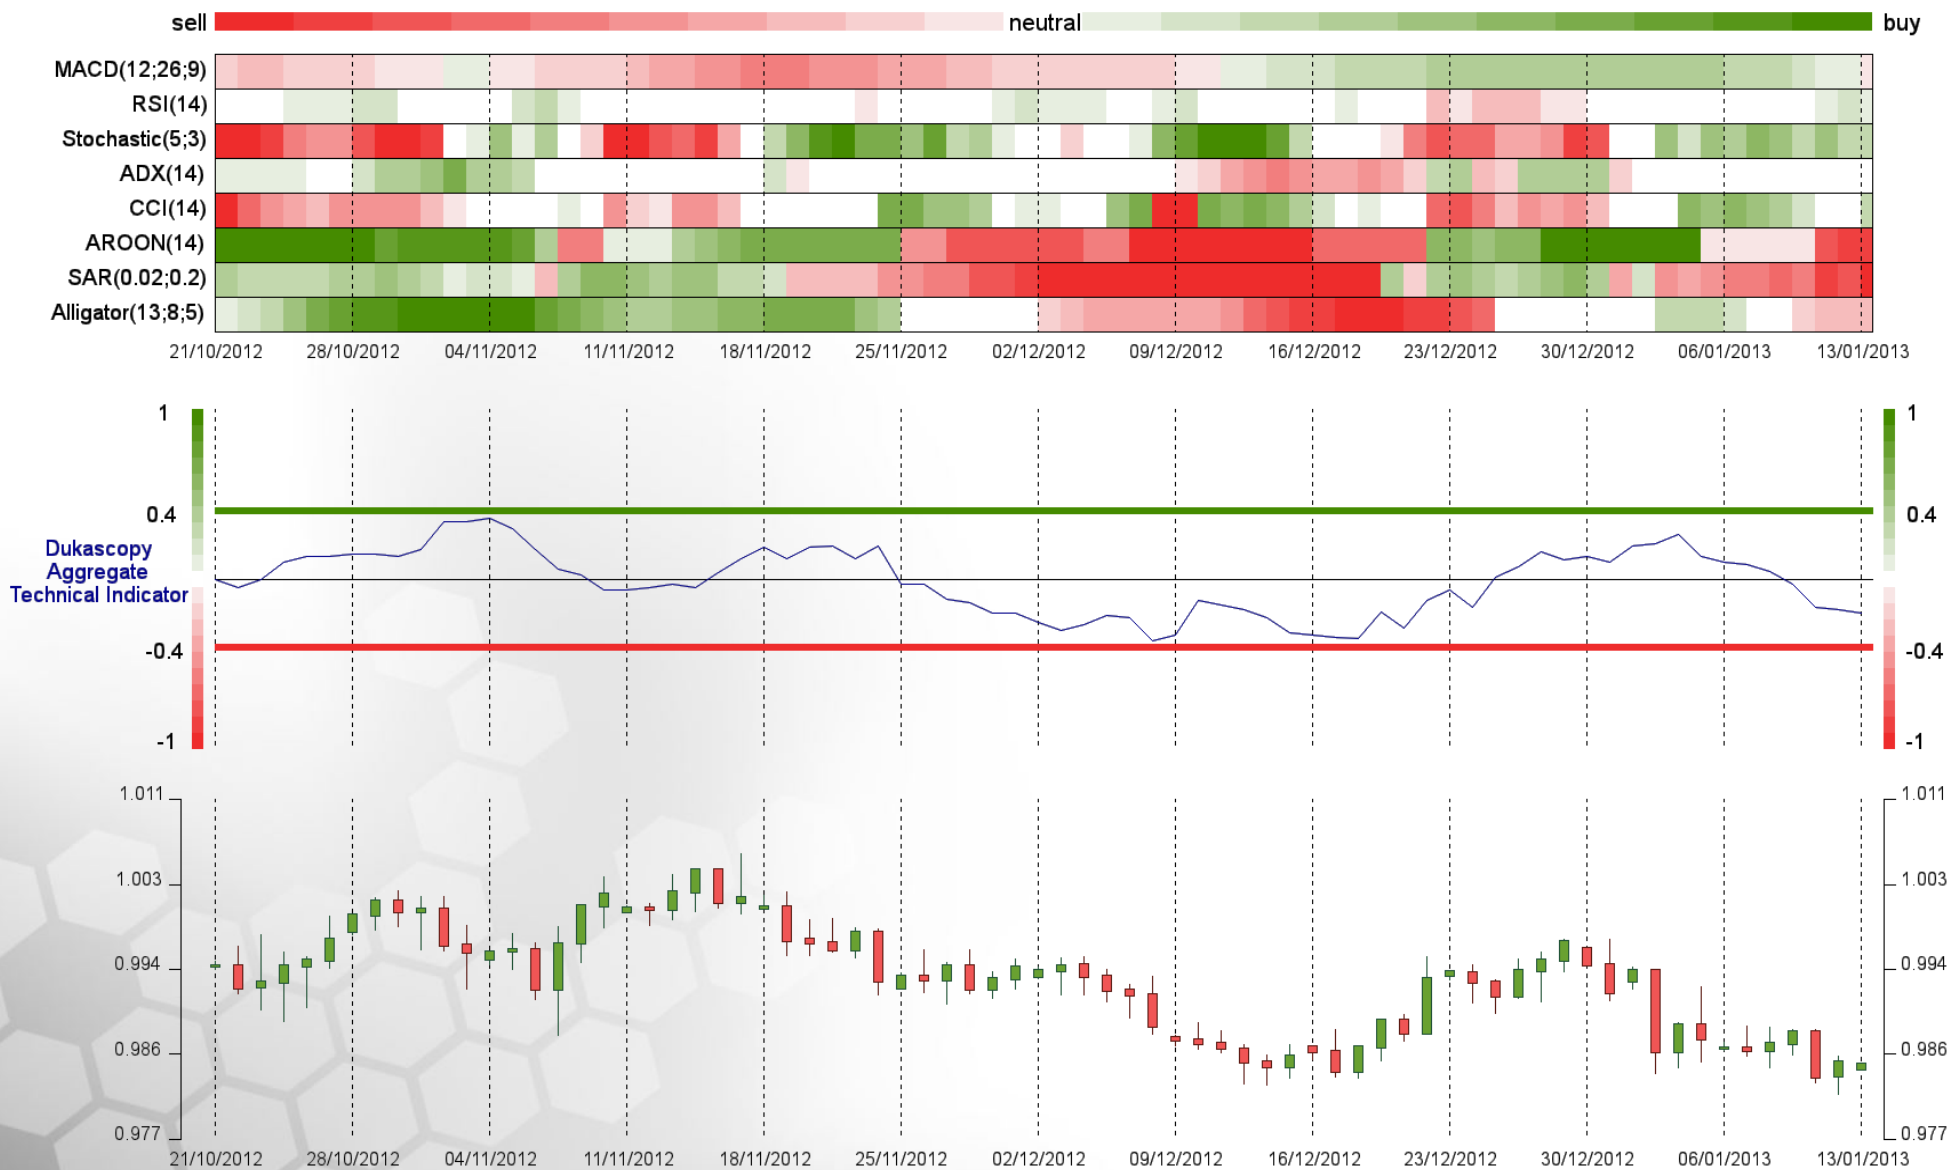 sell neutral buy
MACD(12;26;9)
RSI(14)
Stochastic(5;3)
ADX(14)
CCI(14)
AROON(14)
SAR(0.02;0.2)
Alligator(13;8;5)
21/10/2012 28/10/2012 04/11/2012 11/11/2012 18/11/2012 25/11/2012 02/12/2012 09/12/2012 16/12/2012 23/12/2012 30/12/2012 06/01/2013 13/01/2013
1 1
0.4 0.4
Dukascopy
Aggregate
Technical Indicator
-0.4 -0.4
-1 -1
1.011 1.011
1.003 1.003
0.994 0.994
0.986 0.986
0.977 0.977
21/10/2012 28/10/2012 04/11/2012 11/11/2012 18/11/2012 25/11/2012 02/12/2012 09/12/2012 16/12/2012 23/12/2012 30/12/2012 06/01/2013 13/01/2013